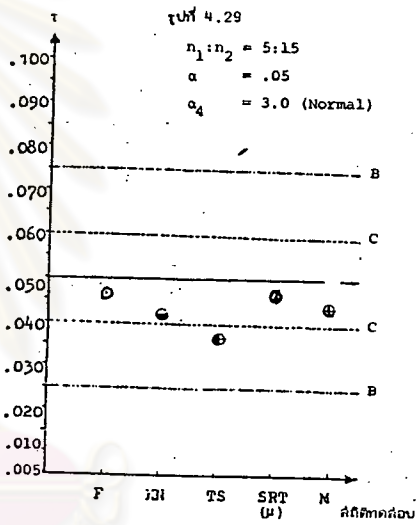 τ
รูปที่ 4.29
n₁:n₂ = 5:15
α = .05
α₄ = 3.0 (Normal)
.100
.090
.080
B
.070
C
.060
.050
C
.040
.030
B
.020
.010
.005
F
TS
SRT
(μ)
M
สถิติทดสอบ